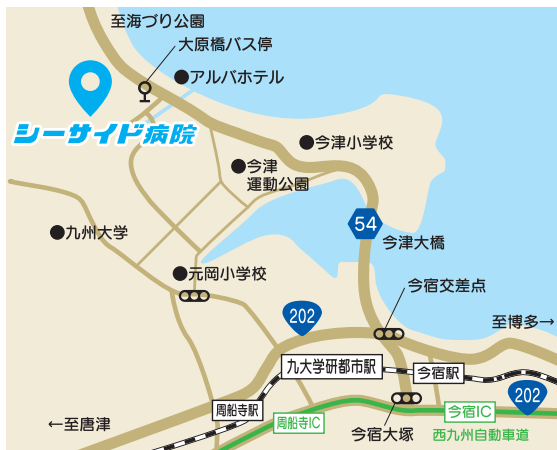 至海づり公園
大原橋バス停
アルバホテル
シーサイド病院
今津小学校
今津
運動公園
54
九州大学
今津大橋
元岡小学校
今宿交差点
202
至博多→
九大学研都市駅
今宿駅
202
周船寺駅
周船寺IC
今宿IC
←至唐津
今宿大塚
西九州自動車道